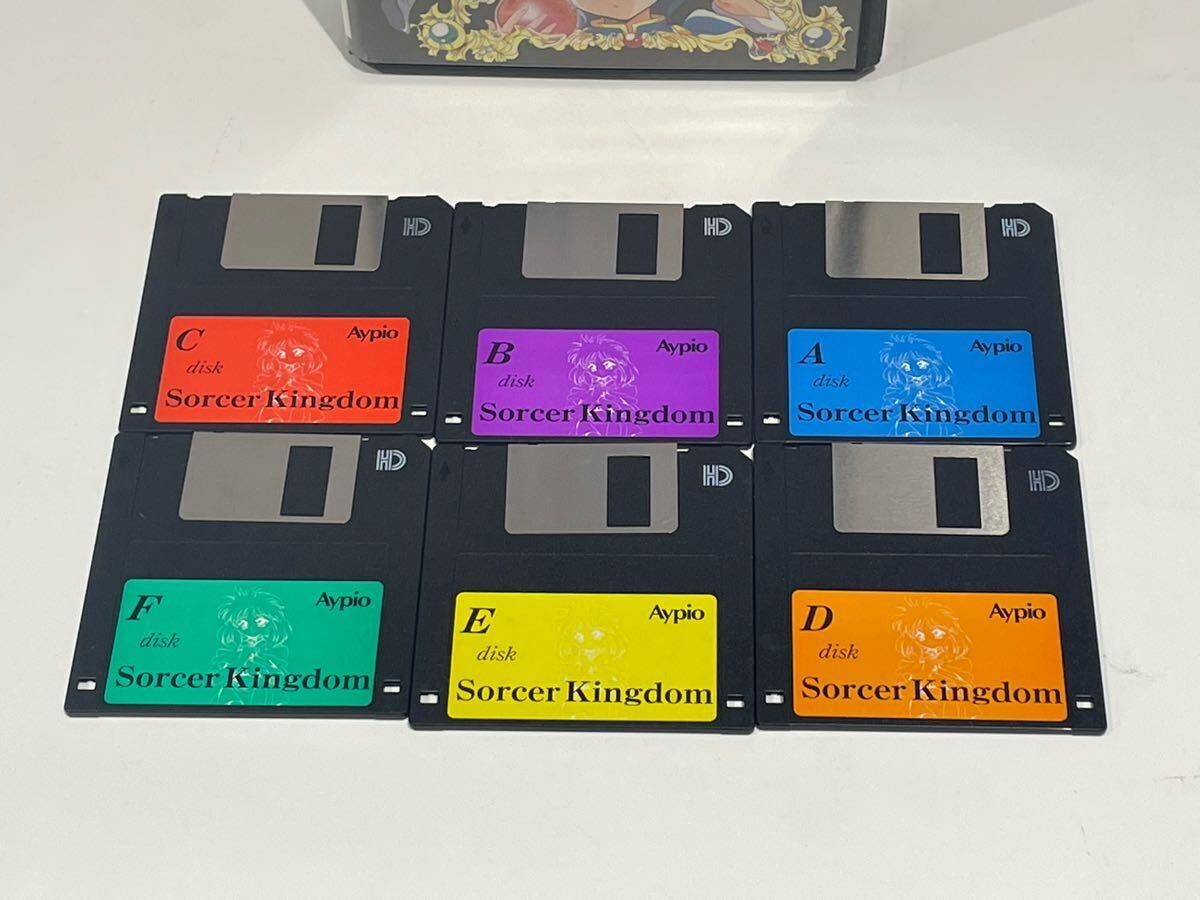 HD
C
Aypio
disk
Sorcer Kingdom
HD
B
Aypio
disk
Sorcer Kingdom
HD
A
Aypio
disk
Sorcer Kingdom
HD
F
Aypio
disk
Sorcer Kingdom
HD
E
Aypio
disk
Sorcer Kingdom
HD
D
Aypio
disk
Sorcer Kingdom